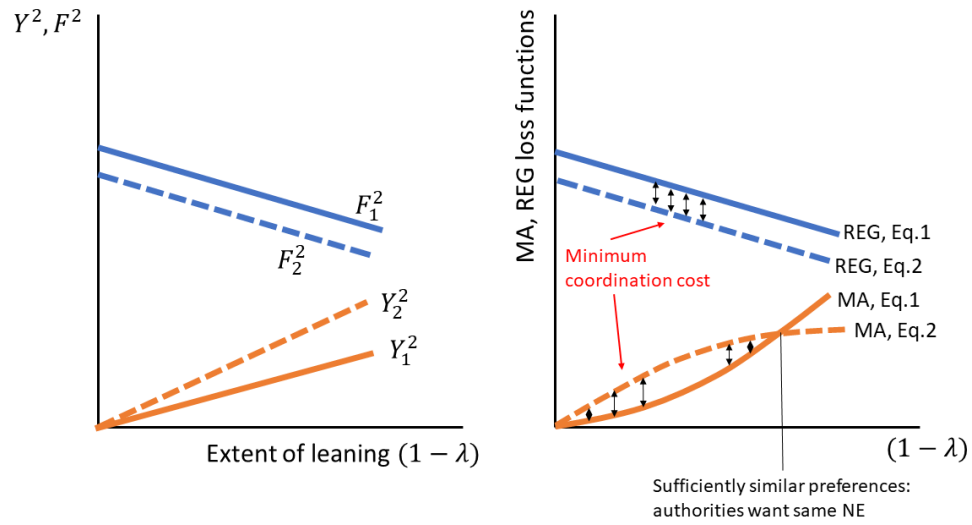 Y², F²
F₁²
F₂²
Y₂²
Y₁²
Extent of leaning (1 − λ)
MA, REG loss functions
REG, Eq.1
REG, Eq.2
Minimum
coordination cost
MA, Eq.1
MA, Eq.2
(1 − λ)
Sufficiently similar preferences:
authorities want same NE